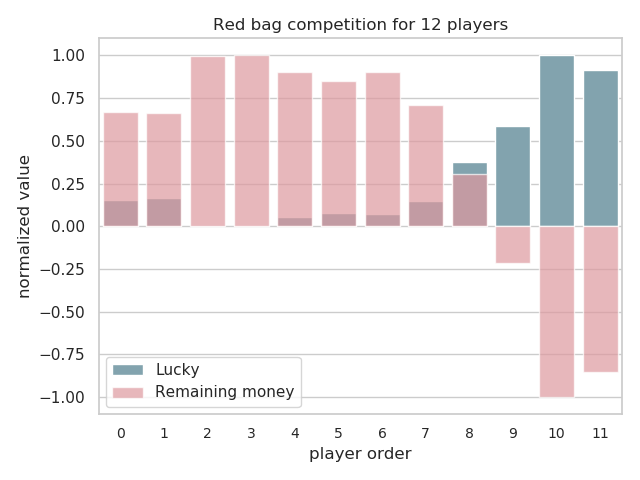 Red bag competition for 12 players
normalized value
1.00
0.75
0.50
0.25
0.00
−0.25
−0.50
−0.75
−1.00
Lucky
Remaining money
0 1 2 3 4 5 6 7 8 9 10 11
player order